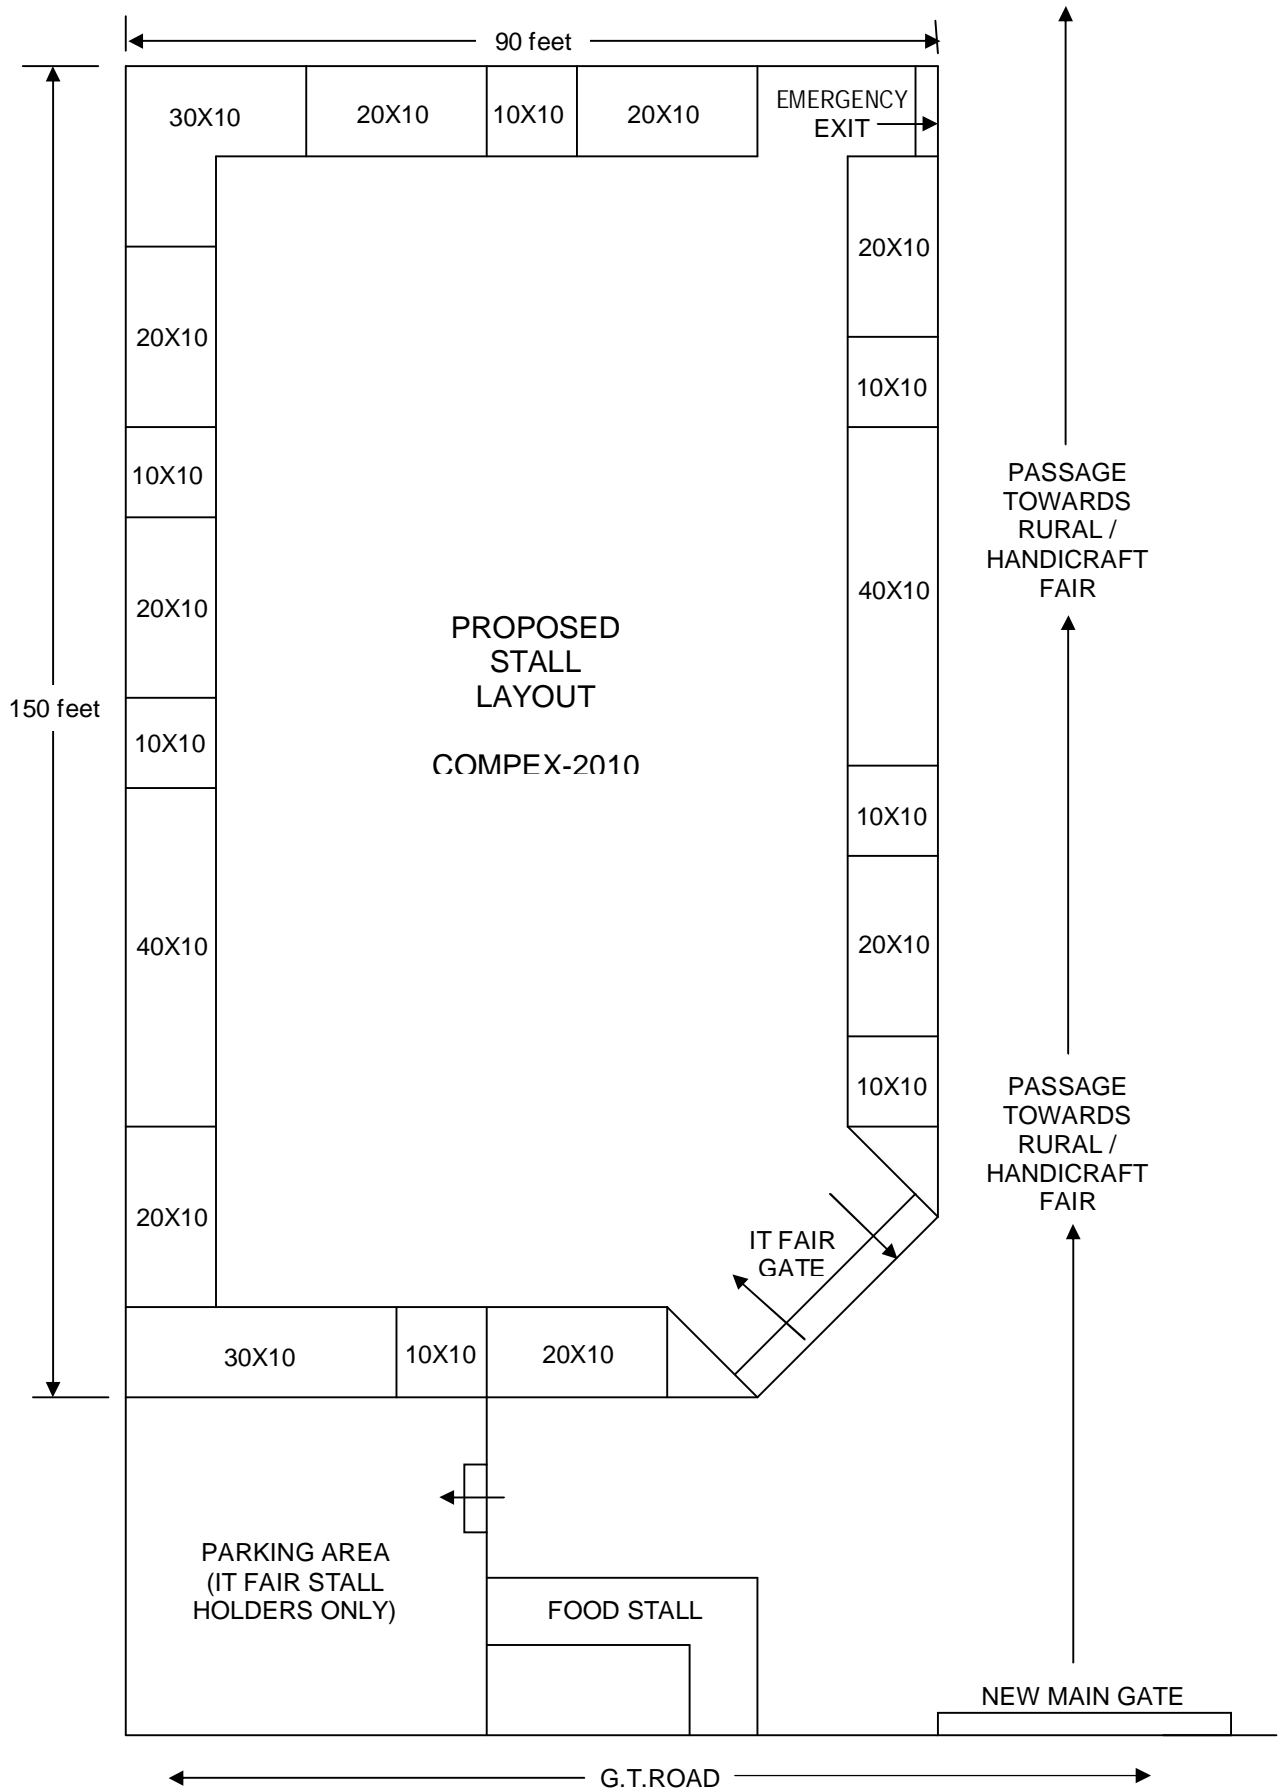 90 feet
30X10
20X10
10X10
20X10
EMERGENCY
EXIT
20X10
20X10
10X10
10X10
PASSAGE
TOWARDS
RURAL /
HANDICRAFT
FAIR
20X10
40X10
PROPOSED
STALL
LAYOUT
150 feet
10X10
COMPEX-2010
10X10
40X10
20X10
10X10
PASSAGE
TOWARDS
RURAL /
HANDICRAFT
FAIR
20X10
IT FAIR
GATE
30X10
10X10
20X10
PARKING AREA
(IT FAIR STALL
HOLDERS ONLY)
FOOD STALL
NEW MAIN GATE
G.T.ROAD